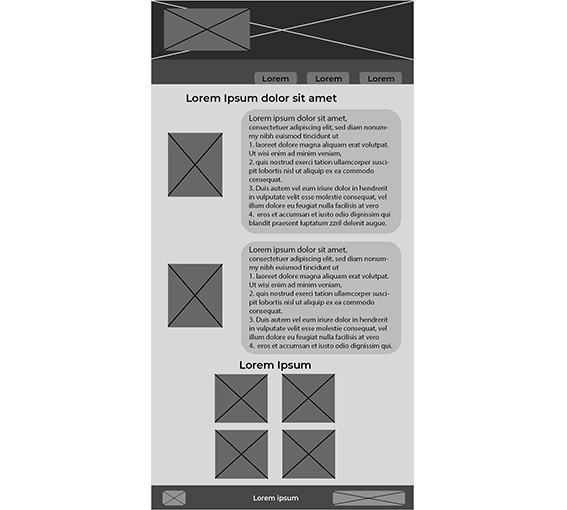 Lorem Lorem Lorem
Lorem Ipsum dolor sit amet
Lorem ipsum dolor sit amet,
consectetuer adipiscing elit, sed diam nonum-
my nibh euismod tincidunt ut
1. laoreet dolore magna aliquam erat volutpat.
Ut wisi enim ad minim veniam,
2. quis nostrud exerci tation ullamcorper susci-
pit lobortis nisl ut aliquip ex ea commodo
consequat.
3. Duis autem vel eum iriure dolor in hendrerit
in vulputate velit esse molestie consequat, vel
illum dolore eu feugiat nulla facilisis at vero
4. eros et accumsan et iusto odio dignissim qui
blandit praesent luptatum zzril delenit augue.
Lorem ipsum dolor sit amet,
consectetuer adipiscing elit, sed diam nonum-
my nibh euismod tincidunt ut
1. laoreet dolore magna aliquam erat volutpat.
Ut wisi enim ad minim veniam,
2. quis nostrud exerci tation ullamcorper susci-
pit lobortis nisl ut aliquip ex ea commodo
consequat.
3. Duis autem vel eum iriure dolor in hendrerit
in vulputate velit esse molestie consequat, vel
illum dolore eu feugiat nulla facilisis at vero
4. eros et accumsan et iusto odio dignissim qui.
Lorem Ipsum
Lorem ipsum